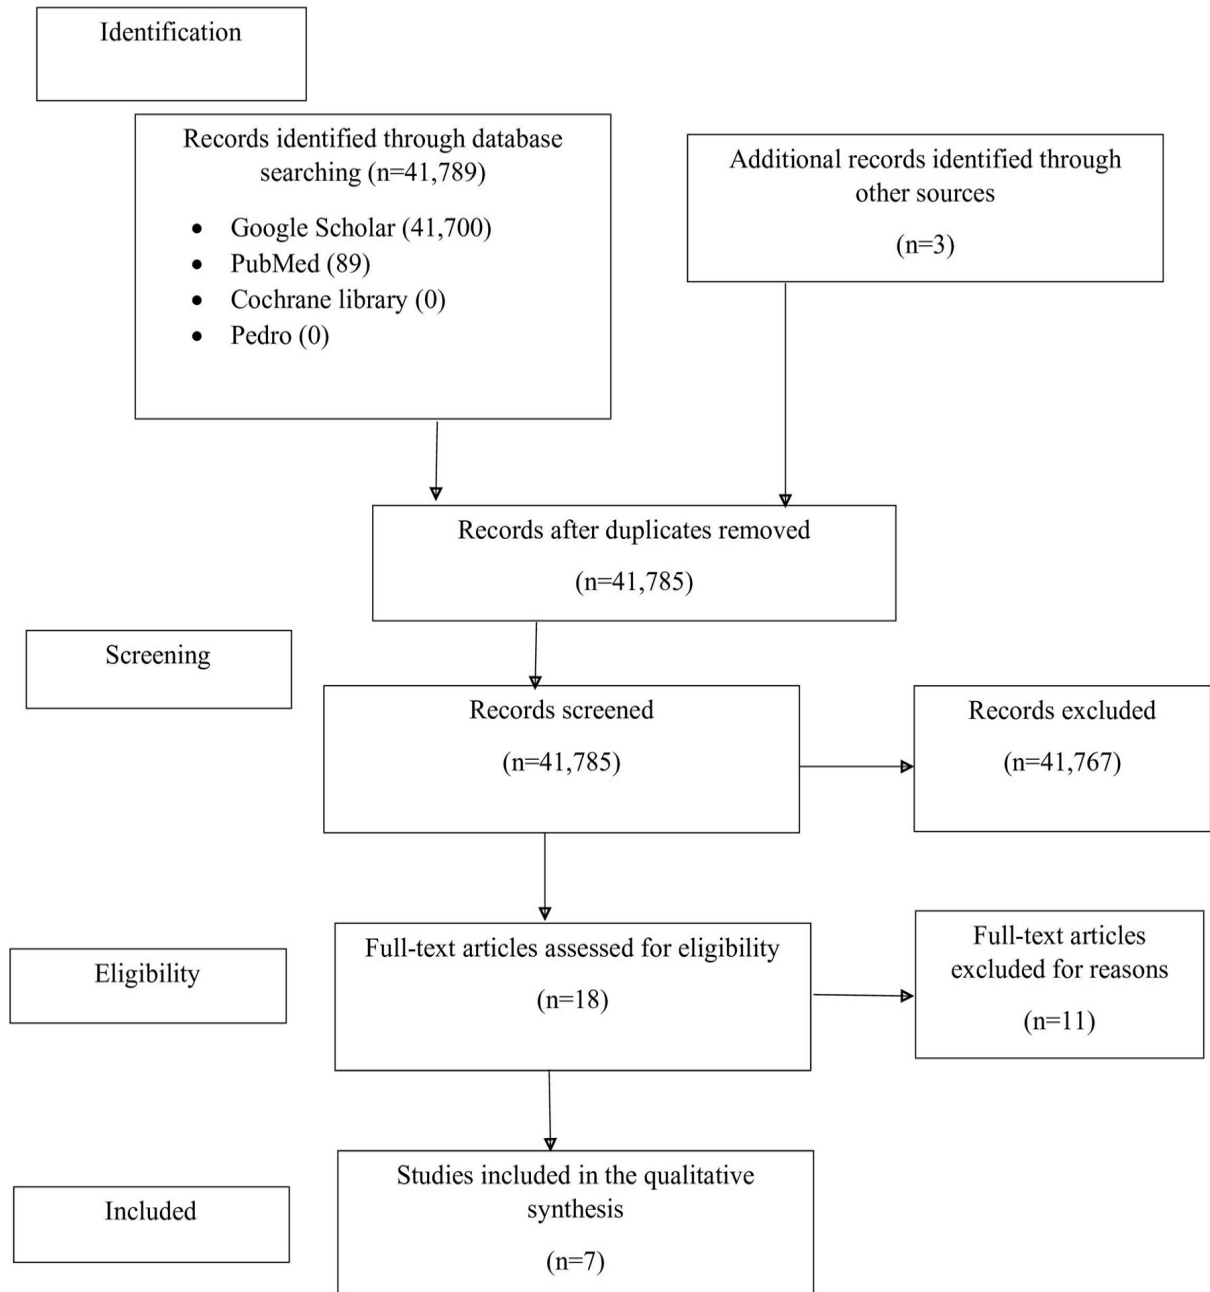 Identification
Records identified through database
searching (n=41,789)
• Google Scholar (41,700)
• PubMed (89)
• Cochrane library (0)
• Pedro (0)
Additional records identified through
other sources
(n=3)
Records after duplicates removed
(n=41,785)
Screening
Records screened
(n=41,785)
Records excluded
(n=41,767)
Eligibility
Full-text articles assessed for eligibility
(n=18)
Full-text articles
excluded for reasons
(n=11)
Included
Studies included in the qualitative
synthesis
(n=7)